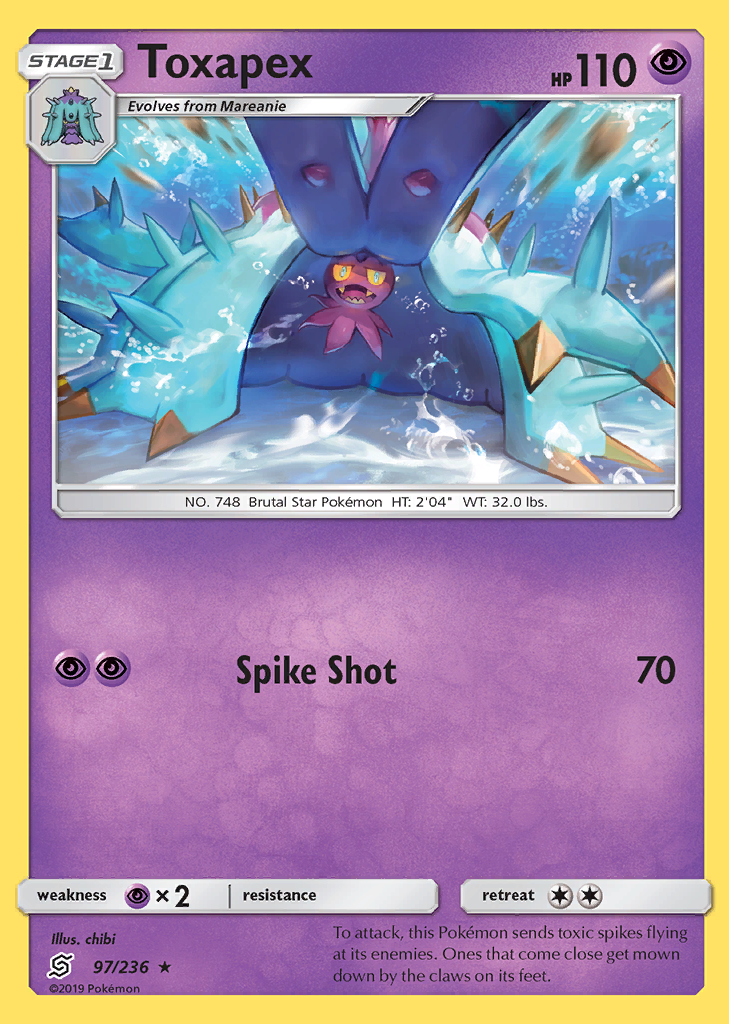 STAGE1
Toxapex
HP110
Evolves from Mareanie
NO. 748 Brutal Star Pokémon HT: 2'04" WT: 32.0 lbs.
Spike Shot 70
weakness ×2 resistance retreat
Illus. chibi
97/236 ★
©2019 Pokémon
To attack, this Pokémon sends toxic spikes flying
at its enemies. Ones that come close get mown
down by the claws on its feet.